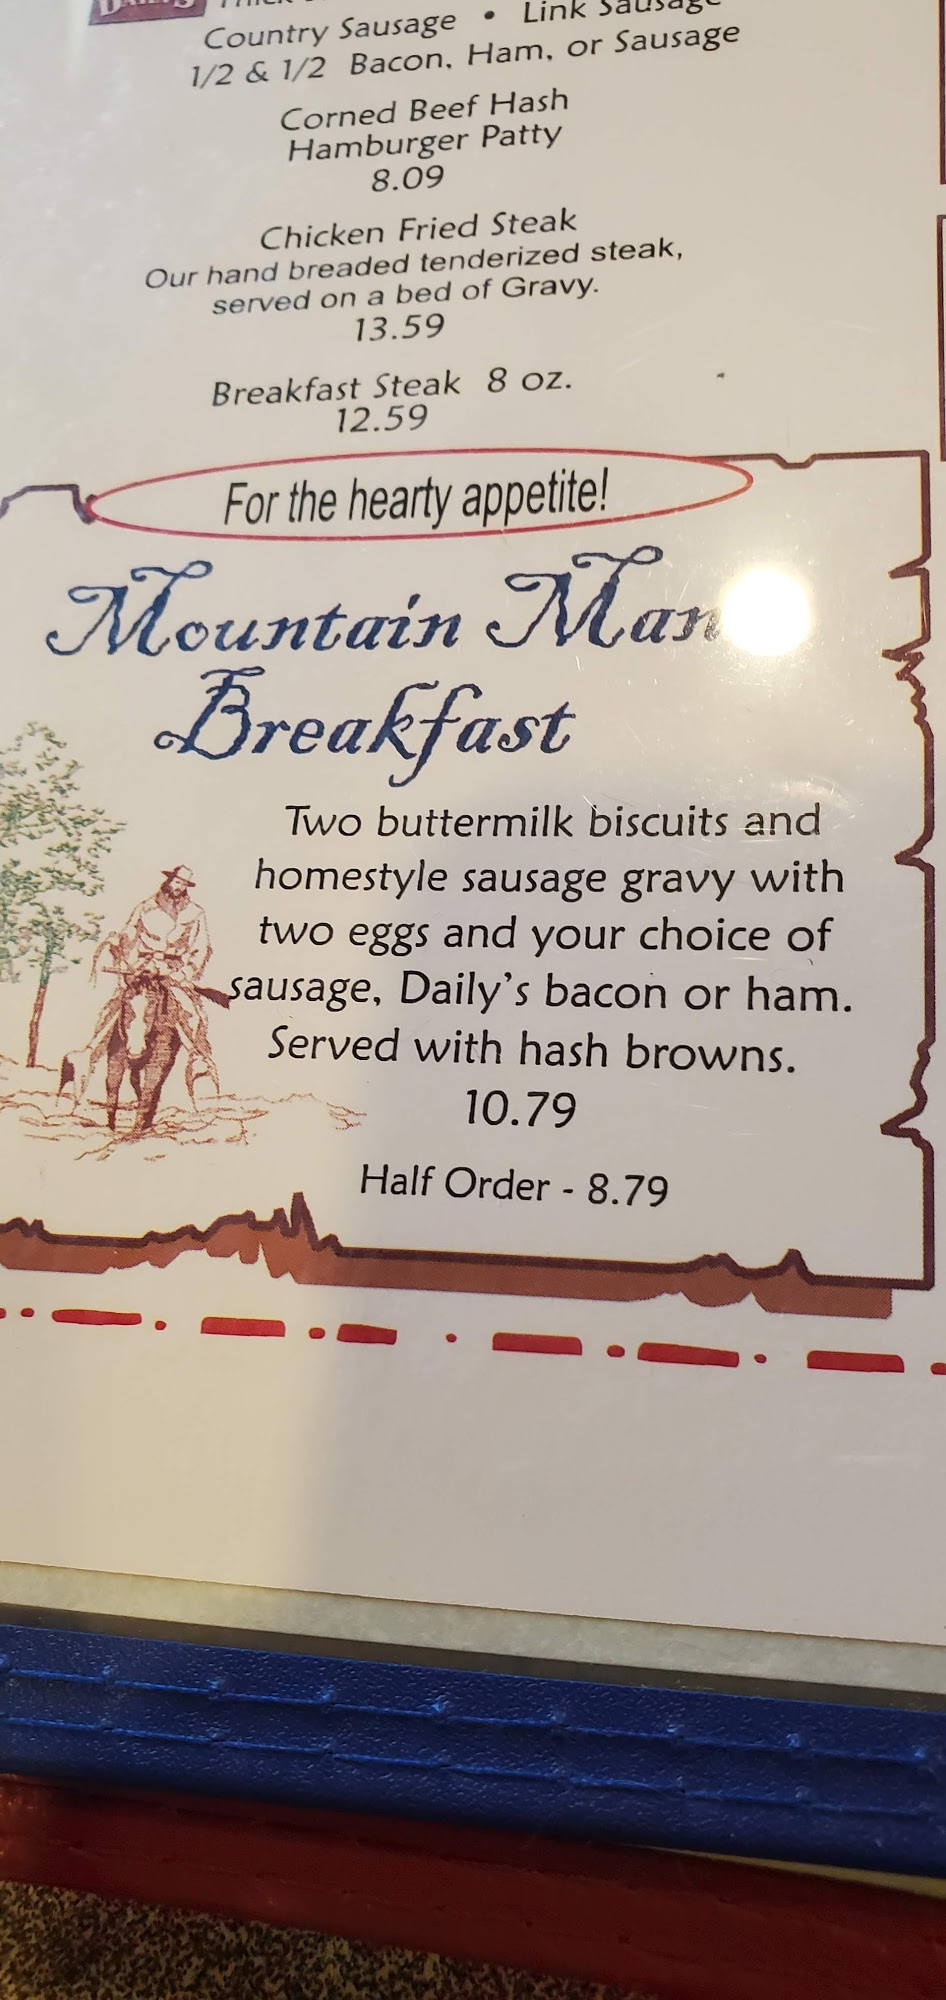 DAILY'S
Country Sausage • Link Sausage
1/2 & 1/2 Bacon, Ham, or Sausage
Corned Beef Hash
Hamburger Patty
8.09
Chicken Fried Steak
Our hand breaded tenderized steak,
served on a bed of Gravy.
13.59
Breakfast Steak 8 oz.
12.59
For the hearty appetite!
Mountain Man
Breakfast
Two buttermilk biscuits and
homestyle sausage gravy with
two eggs and your choice of
sausage, Daily's bacon or ham.
Served with hash browns.
10.79
Half Order - 8.79